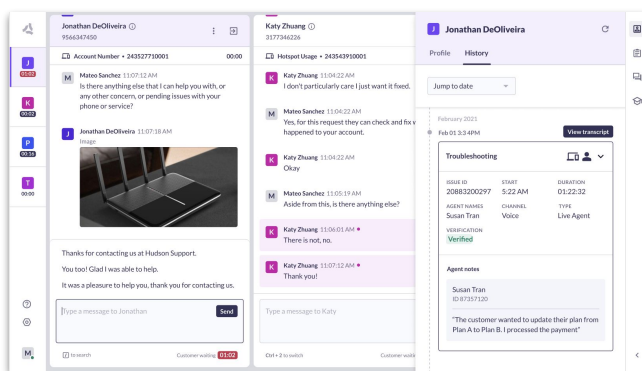 J
01:02
K
00:02
P
00:16
T
00:00
M
Jonathan DeOliveira
9566347450
Account Number • 243527710001
00:00
M
Mateo Sanchez 11:07:12 AM
Is there anything else that I can help you with, or
any other concern, or pending issues with your
phone or service?
J
Jonathan DeOliveira 11:07:18 AM
Image
Thanks for contacting us at Hudson Support.
You too! Glad I was able to help.
It was a pleasure to help you, thank you for contacting us.
Type a message to Jonathan
Send
/ to search
Customer waiting 01:02
Katy Zhuang
3177346226
Hotspot Usage • 243543910001
K
Katy Zhuang 11:04:22 AM
I don't particularly care I just want it fixed.
M
Mateo Sanchez 11:04:22 AM
Yes, for this request they can check and fix w
happened to your account.
K
Katy Zhuang 11:04:22 AM
Okay
M
Mateo Sanchez 11:05:19 AM
Aside from this, is there anything else?
K
Katy Zhuang 11:06:01 AM
There is not, no.
K
Katy Zhuang 11:07:12 AM
Thank you!
Type a message to Katy
Ctrl + 2 to switch
Customer waitin
J
Jonathan DeOliveira
Profile History
Jump to date
February 2021
Feb 01 3:3 4PM
View transcript
Troubleshooting
ISSUE ID START DURATION
20883200297 5:22 AM 01:22:32
AGENT NAMES CHANNEL TYPE
Susan Tran Voice Live Agent
VERIFICATION
Verified
Agent notes
Susan Tran
ID 87357120
"The customer wanted to update their plan from
Plan A to Plan B. I processed the payment"